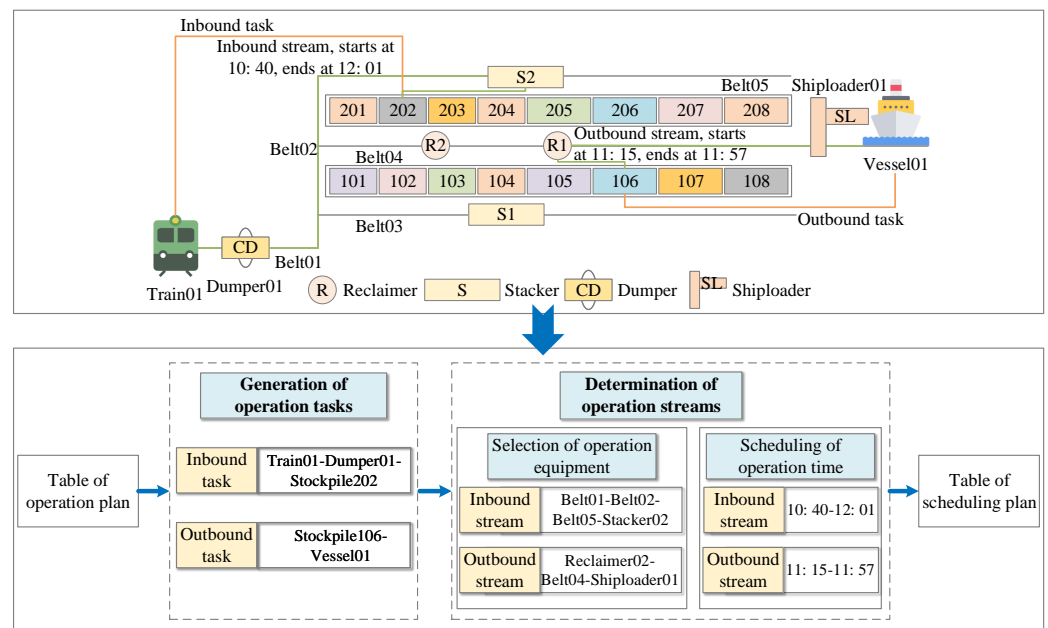 Inbound task
Inbound stream, starts at
10: 40, ends at 12: 01
S2
Belt05
Shiploader01
201 202 203 204 205 206 207 208
SL
Belt02
R2
R1
Outbound stream, starts
at 11: 15, ends at 11: 57
Belt04
Vessel01
101 102 103 104 105 106 107 108
S1
Belt03
Outbound task
CD
Belt01
Train01
Dumper01
R Reclaimer
S Stacker
CD Dumper
SL Shiploader
Table of
operation plan
Generation of
operation tasks
Inbound
task
Train01-Dumper01-
Stockpile202
Outbound
task
Stockpile106-
Vessel01
Determination of
operation streams
Selection of operation
equipment
Inbound
stream
Belt01-Belt02-
Belt05-Stacker02
Outbound
stream
Reclaimer02-
Belt04-Shiploader01
Scheduling of
operation time
Inbound
stream
10: 40-12: 01
Outbound
stream
11: 15-11: 57
Table of
scheduling plan